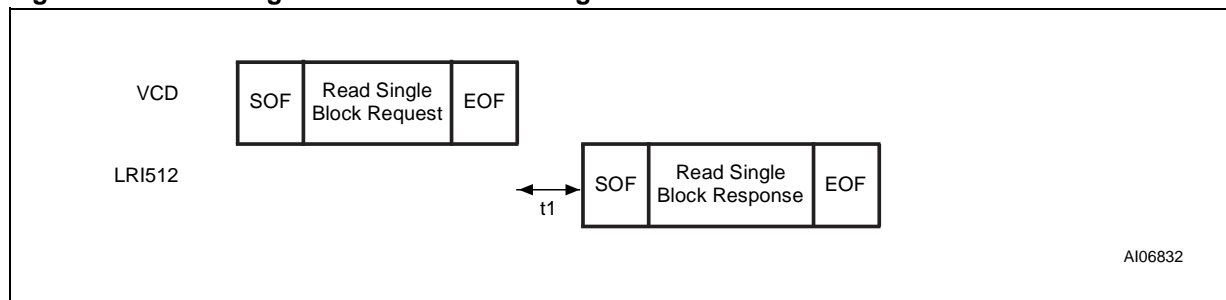 VCD
SOF
Read Single
Block Request
EOF
LRI512
t1
SOF
Read Single
Block Response
EOF
AI06832